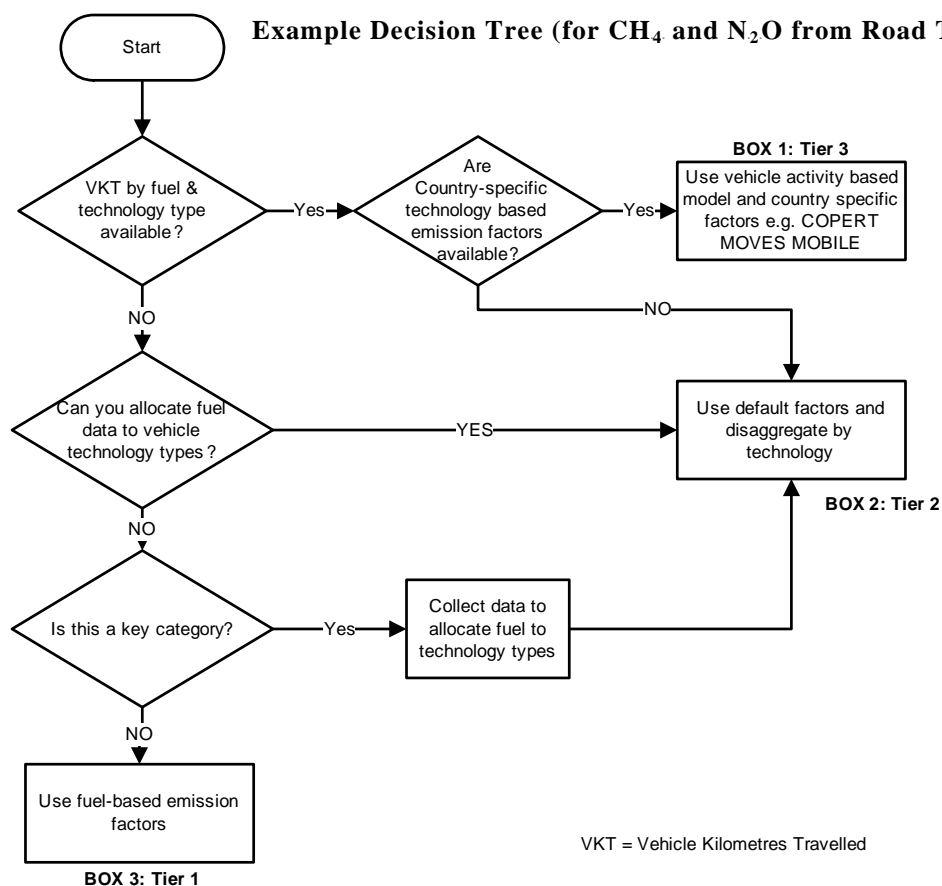 Example Decision Tree (for CH₄ and N₂O from Road T
Start
VKT by fuel &
technology type
available?
Yes
Are
Country-specific
technology based
emission factors
available?
Yes
BOX 1: Tier 3
Use vehicle activity based
model and country specific
factors e.g. COPERT
MOVES MOBILE
NO
NO
Can you allocate fuel
data to vehicle
technology types?
YES
Use default factors and
disaggregate by
technology
BOX 2: Tier 2
NO
Is this a key category?
Yes
Collect data to
allocate fuel to
technology types
NO
Use fuel-based emission
factors
BOX 3: Tier 1
VKT = Vehicle Kilometres Travelled